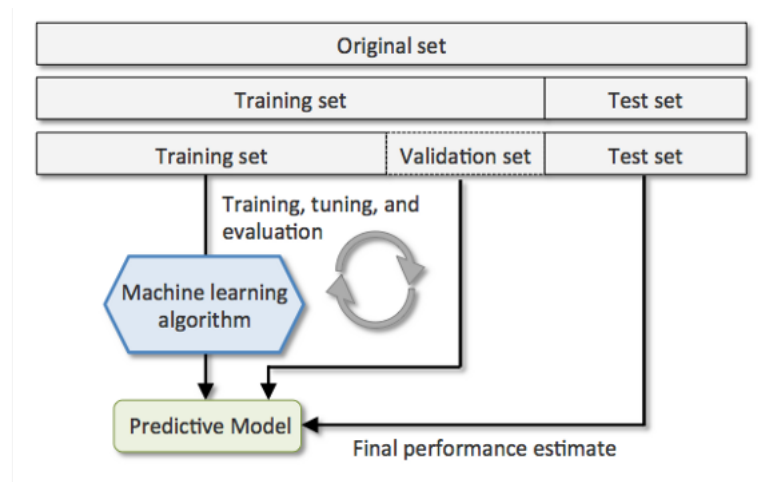 Original set
Training set
Test set
Training set
Validation set
Test set
Training, tuning, and
evaluation
Machine learning
algorithm
Predictive Model
Final performance estimate